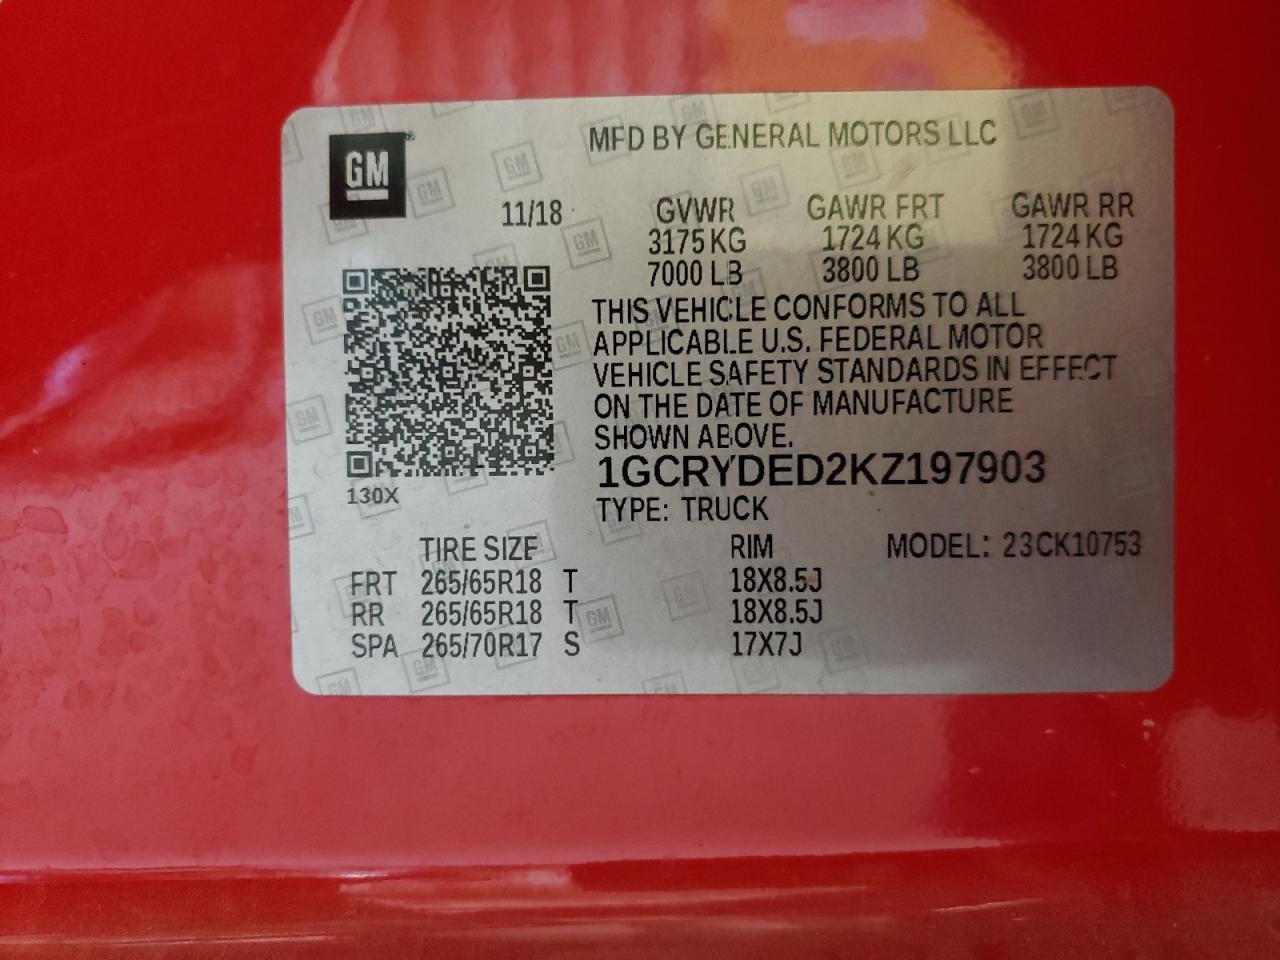 GM
MFD BY GENERAL MOTORS LLC
11/18 GVWR GAWR FRT GAWR RR
3175 KG 1724 KG 1724 KG
7000 LB 3800 LB 3800 LB
THIS VEHICLE CONFORMS TO ALL
APPLICABLE U.S. FEDERAL MOTOR
VEHICLE SAFETY STANDARDS IN EFFECT
ON THE DATE OF MANUFACTURE
SHOWN ABOVE.
1GCRYDED2KZ197903
130X
TYPE: TRUCK
TIRE SIZE RIM MODEL: 23CK10753
FRT 265/65R18 T 18X8.5J
RR 265/65R18 T 18X8.5J
SPA 265/70R17 S 17X7J